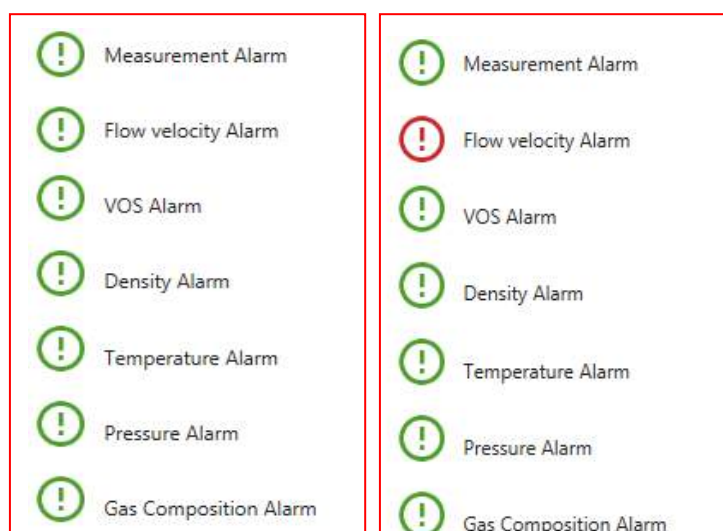 Measurement Alarm
Flow velocity Alarm
VOS Alarm
Density Alarm
Temperature Alarm
Pressure Alarm
Gas Composition Alarm
Measurement Alarm
Flow velocity Alarm
VOS Alarm
Density Alarm
Temperature Alarm
Pressure Alarm
Gas Composition Alarm